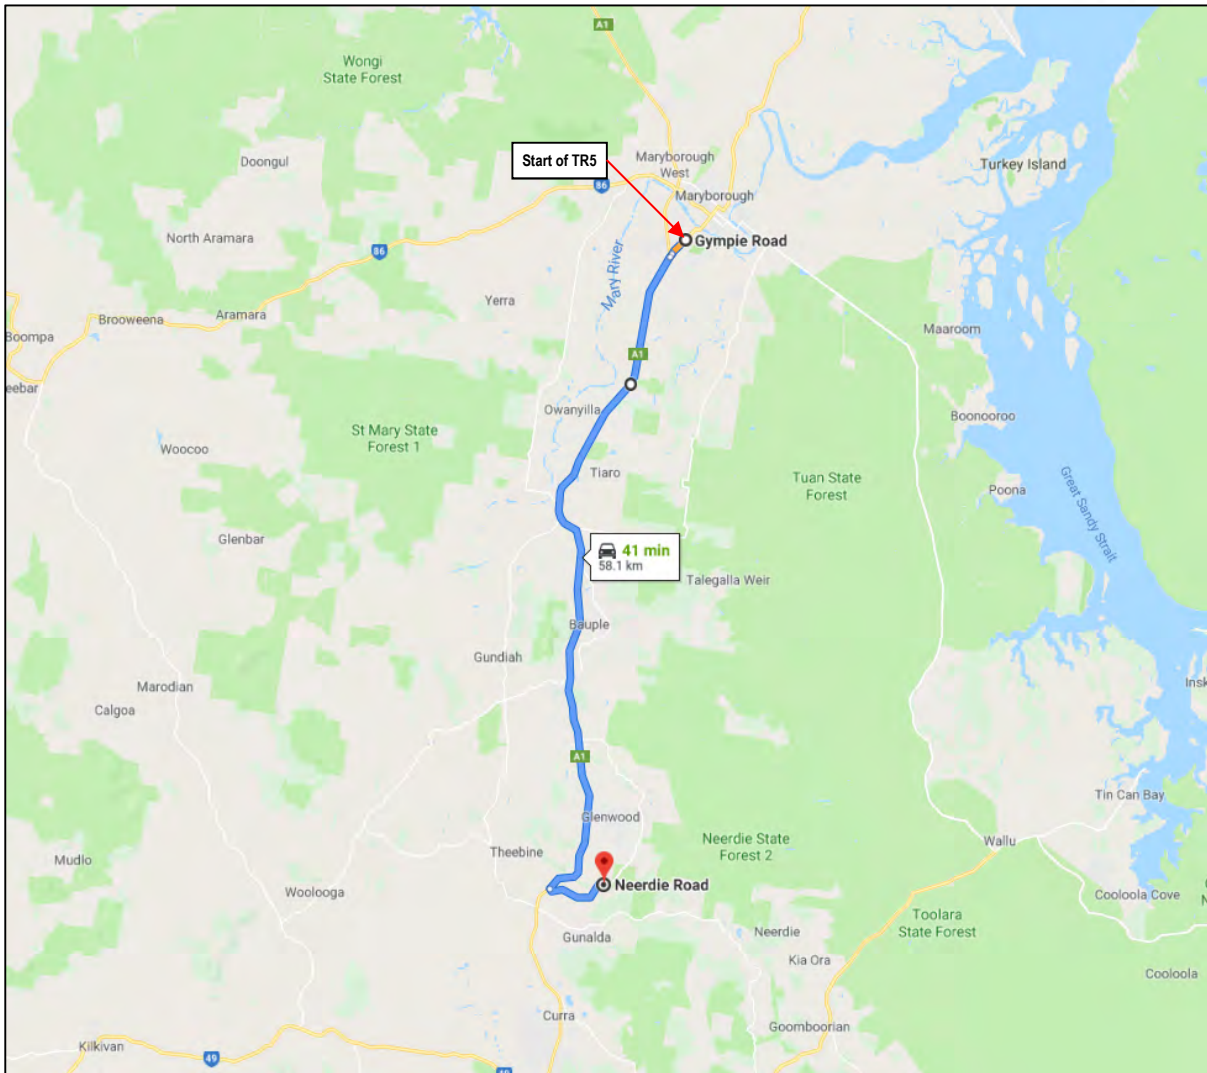 A1
Wongi
State Forest
Doongul
Start of TR5
Maryborough
West
Turkey Island
86
Maryborough
North Aramara
Gympie Road
86
Mary River
Yerra
Aramara
Brooweena
Boompa
Maaroom
A1
eebar
Owanyilla
Boonooroo
St Mary State
Forest 1
Woocoo
Tiaro
Tuan State
Forest
Great Sandy Strait
Poona
Glenbar
41 min
58.1 km
Talegalla Weir
Bauple
Gundiah
Marodian
Insk
Calgoa
A1
Tin Can Bay
Glenwood
Neerdie State
Forest 2
Wallu
Theebine
Mudlo
Neerdie Road
Woolooga
Cooloola Cove
Toolara
State Forest
Neerdie
Gunalda
Kia Ora
Cooloola
Curra
Goomboorian
Kilkivan
49
49